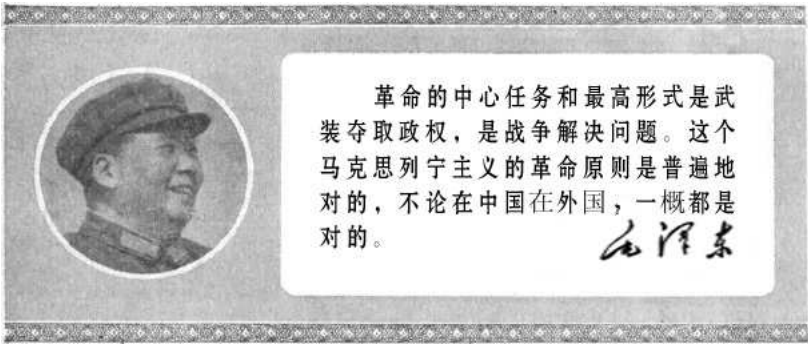 革命的中心任务和最高形式是武
装夺取政权，是战争解决问题。这个
马克思列宁主义的革命原则是普遍地
对的，不论在中国在外国，一概都是
对的。
毛泽东